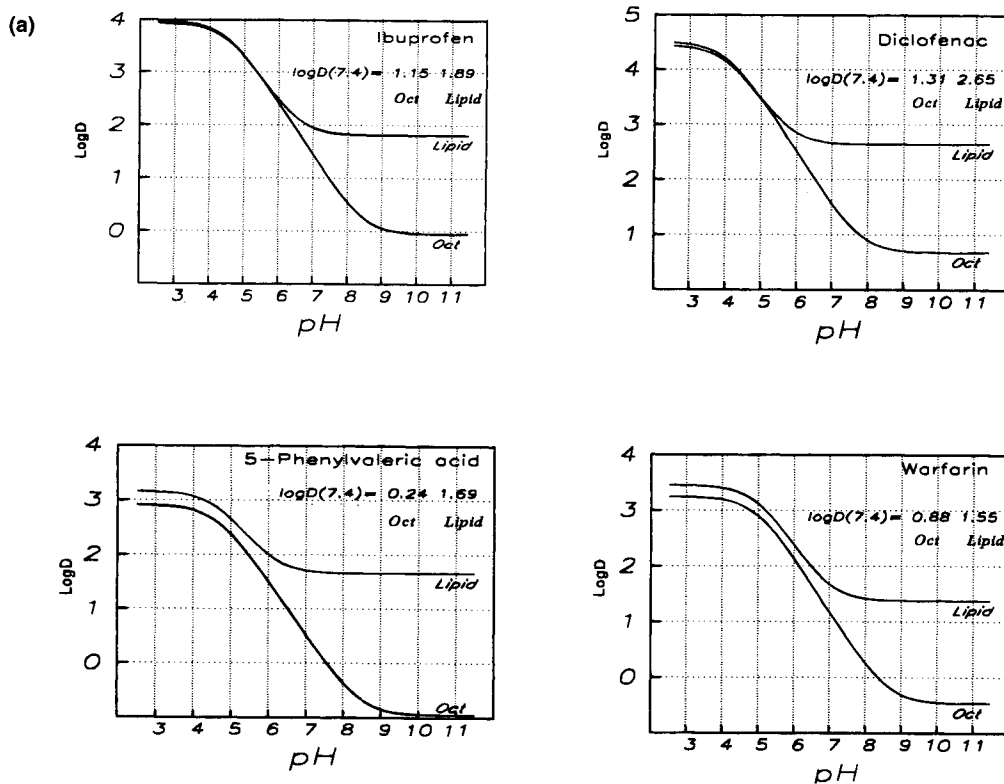 (a)
Ibuprofen
logD(7.4)= 1.15 1.89
Oct Lipid
LogD
4
3
2
1
0
Lipid
Oct
3 4 5 6 7 8 9 10 11
pH
Diclofenac
logD(7.4)= 1.31 2.65
Oct Lipid
LogD
5
4
3
2
1
Lipid
Oct
3 4 5 6 7 8 9 10 11
pH
5-Phenylvaleric acid
logD(7.4)= 0.24 1.69
Oct Lipid
LogD
4
3
2
1
0
Lipid
Oct
3 4 5 6 7 8 9 10 11
pH
Warfarin
logD(7.4)= 0.88 1.55
Oct Lipid
LogD
4
3
2
1
0
Lipid
Oct
3 4 5 6 7 8 9 10 11
pH